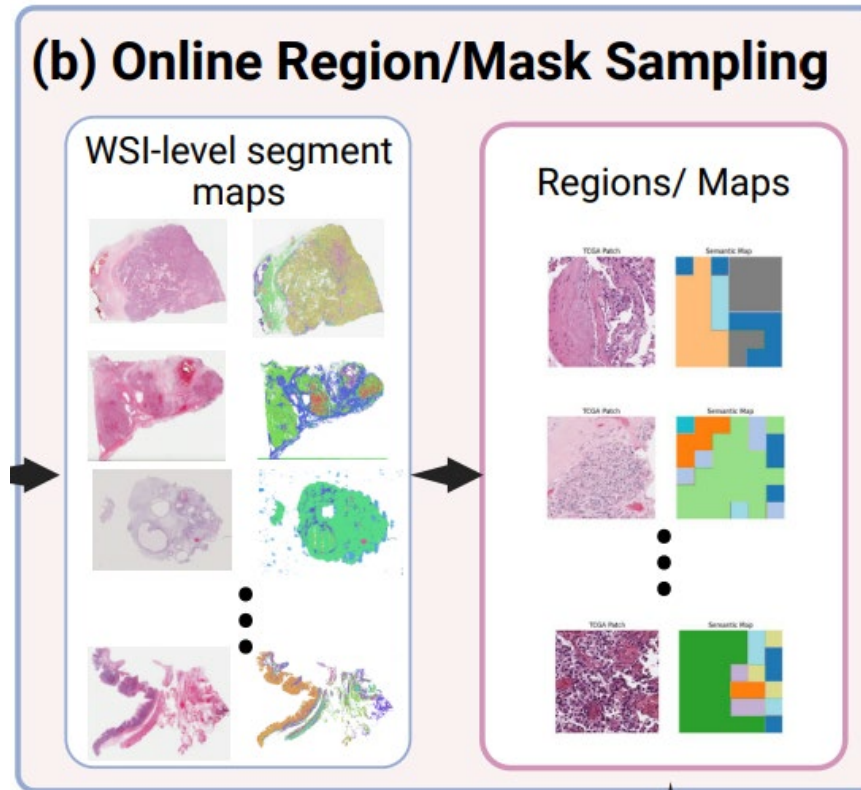 (b) Online Region/Mask Sampling
WSI-level segment
maps
Regions/ Maps
TCGA Patch Semantic Map
TCGA Patch Semantic Map
TCGA Patch Semantic Map